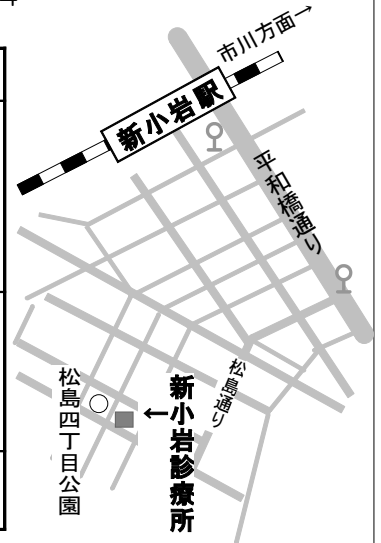 市川方面→
新小岩駅
平和橋通り
松島通り
松島四丁目公園
←新小岩診療所